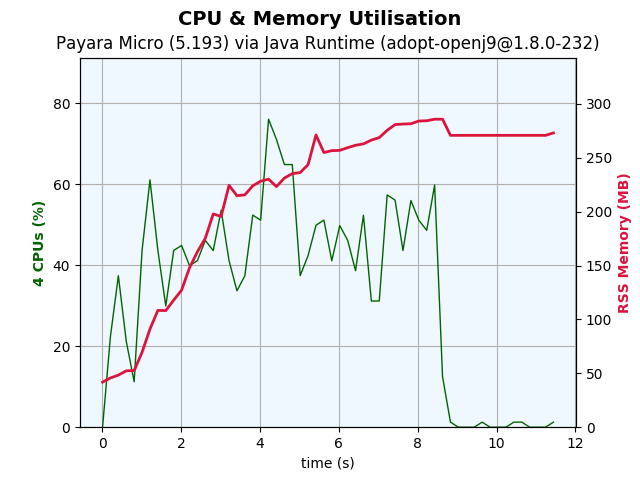 CPU & Memory Utilisation
Payara Micro (5.193) via Java Runtime (adopt-openj9@1.8.0-232)
4 CPUs (%)
80
60
40
20
0
300
250
200
150
100
50
0
RSS Memory (MB)
0 2 4 6 8 10 12
time (s)